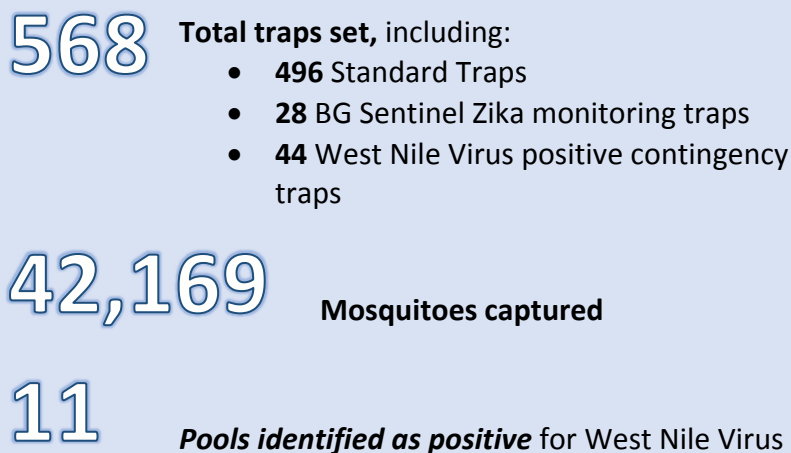 568 Total traps set, including:
• 496 Standard Traps
• 28 BG Sentinel Zika monitoring traps
• 44 West Nile Virus positive contingency
traps
42,169 Mosquitoes captured
11 Pools identified as positive for West Nile Virus